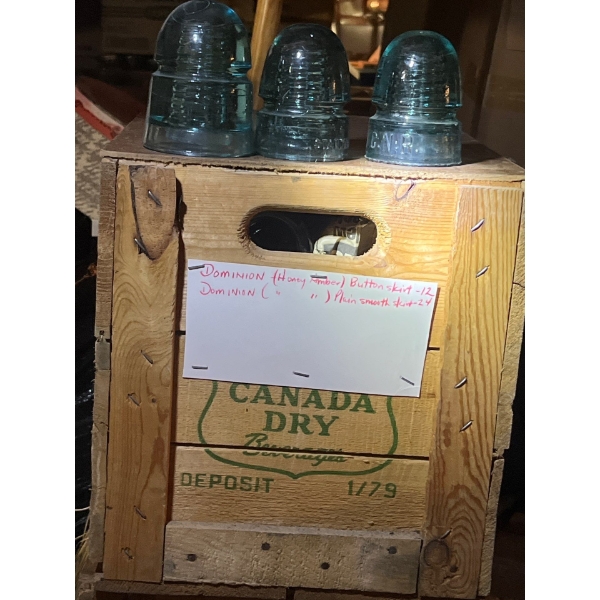 C.N.R.
DOMINION (Honey Amber) Button skirt -12
DOMINION ( " " ) Plain smooth skirt -24
CANADA
DRY
Beverages
DEPOSIT 1/79